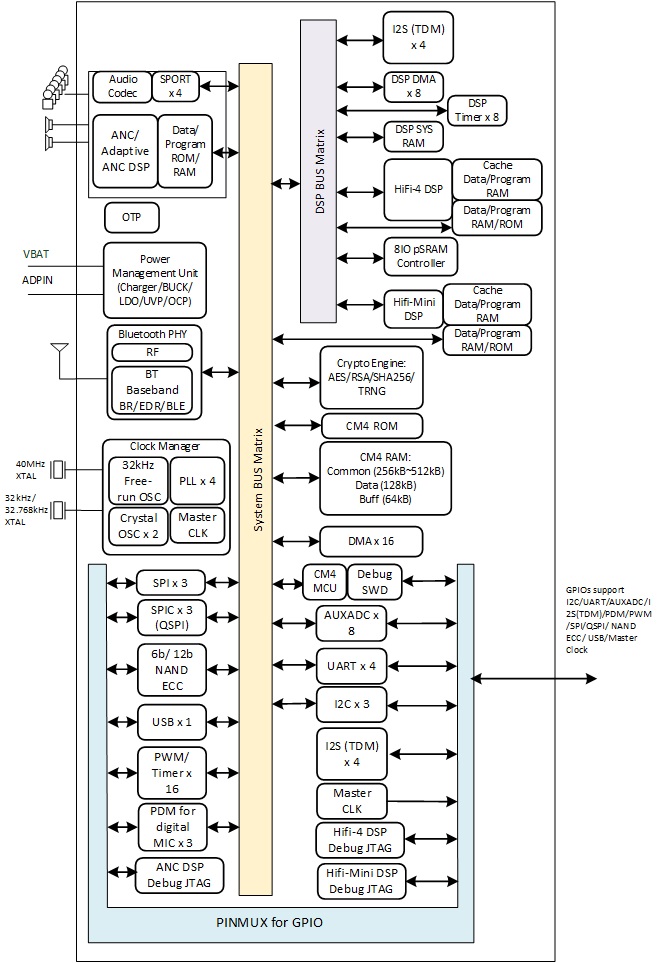 I2S (TDM)
x 4
Audio
Codec
SPORT
x 4
DSP DMA
x 8
DSP
Timer x 8
ANC/
Adaptive
ANC DSP
Data/
Program
ROM/
RAM
DSP SYS
RAM
DSP BUS Matrix
HiFi-4 DSP
Cache
Data/Program
RAM
Data/Program
RAM/ROM
OTP
8IO pSRAM
Controller
VBAT
ADPIN
Power
Management Unit
(Charger/BUCK/
LDO/UVP/OCP)
Hifi-Mini
DSP
Cache
Data/Program
RAM
Data/Program
RAM/ROM
Bluetooth PHY
RF
BT
Baseband
BR/EDR/BLE
Crypto Engine:
AES/RSA/SHA256/
TRNG
CM4 ROM
System BUS Matrix
Clock Manager
40MHz
XTAL
32kHz
Free-
run OSC
PLL x 4
32kHz/
32.768kHz
XTAL
Crystal
OSC x 2
Master
CLK
CM4 RAM:
Common (256kB~512kB)
Data (128kB)
Buff (64kB)
DMA x 16
SPI x 3
CM4
MCU
Debug
SWD
SPIC x 3
(QSPI)
AUXADC x
8
GPIOs support
I2C/UART/AUXADC/I
2S(TDM)/PDM/PWM
/SPI/QSPI/ NAND
ECC/ USB/Master
Clock
6b/ 12b
NAND
ECC
UART x 4
I2C x 3
USB x 1
I2S (TDM)
x 4
PWM/
Timer x
16
Master
CLK
PDM for
digital
MIC x 3
Hifi-4 DSP
Debug JTAG
ANC DSP
Debug JTAG
Hifi-Mini DSP
Debug JTAG
PINMUX for GPIO